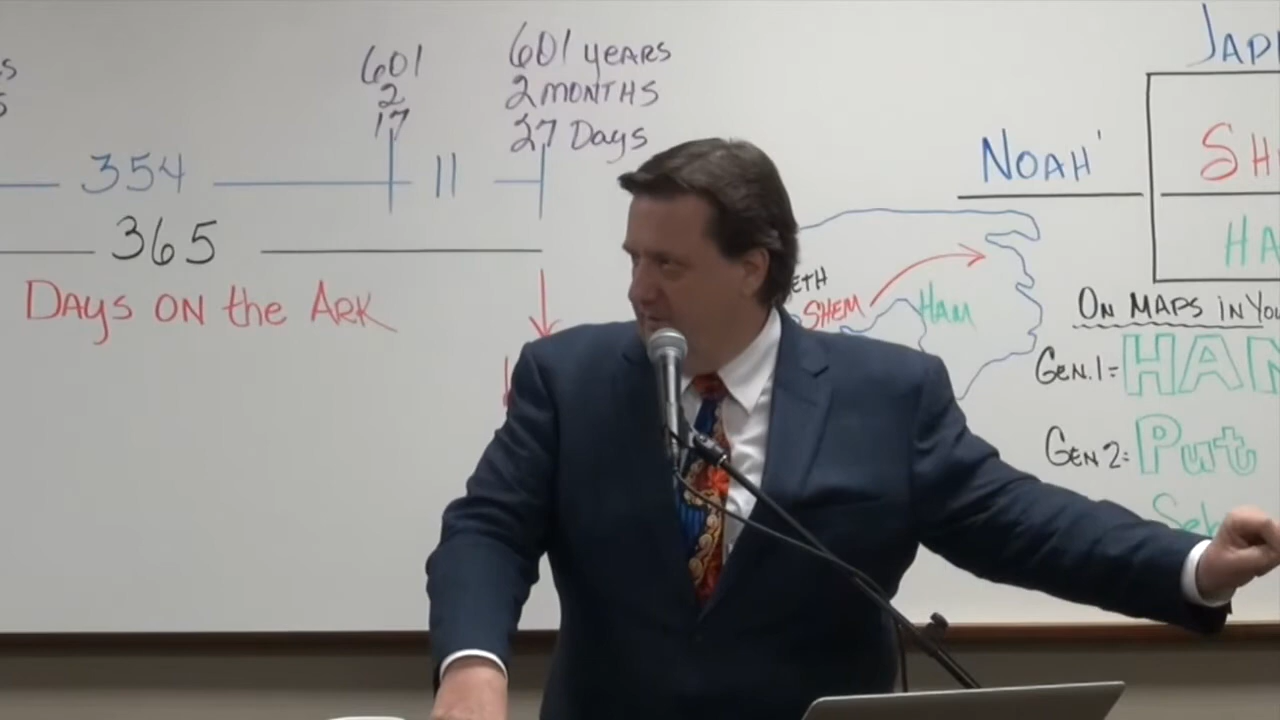 601
2
17
601 years
2 MONTHS
27 Days
354
11
365
Days on the Ark
Noah
SHEM
Ham
On Maps in
Gen.1=
Gen 2:
Put